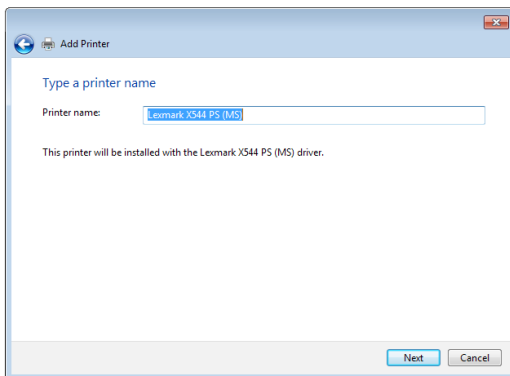 Add Printer
Type a printer name
Printer name: Lexmark X544 PS (MS)
This printer will be installed with the Lexmark X544 PS (MS) driver.
Next Cancel